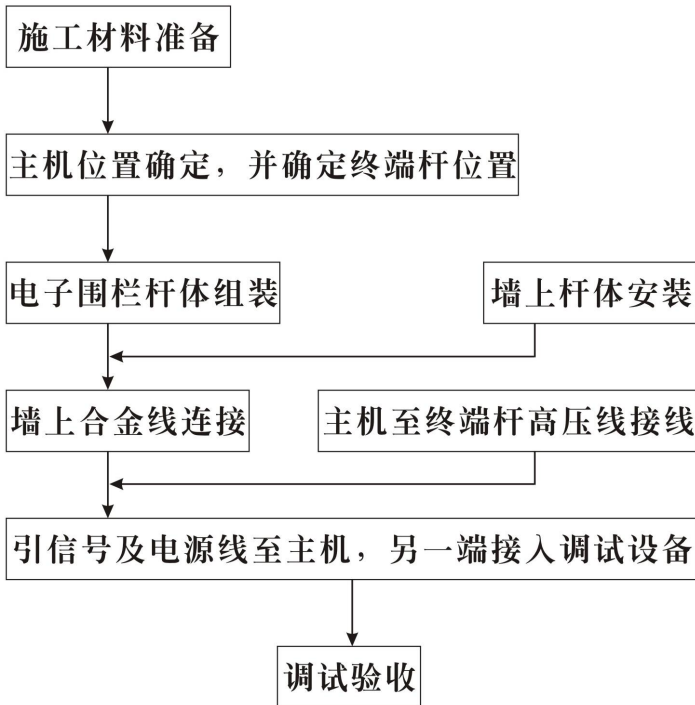 施工材料准备
主机位置确定，并确定终端杆位置
电子围栏杆体组装
墙上杆体安装
墙上合金线连接
主机至终端杆高压线接线
引信号及电源线至主机，另一端接入调试设备
调试验收